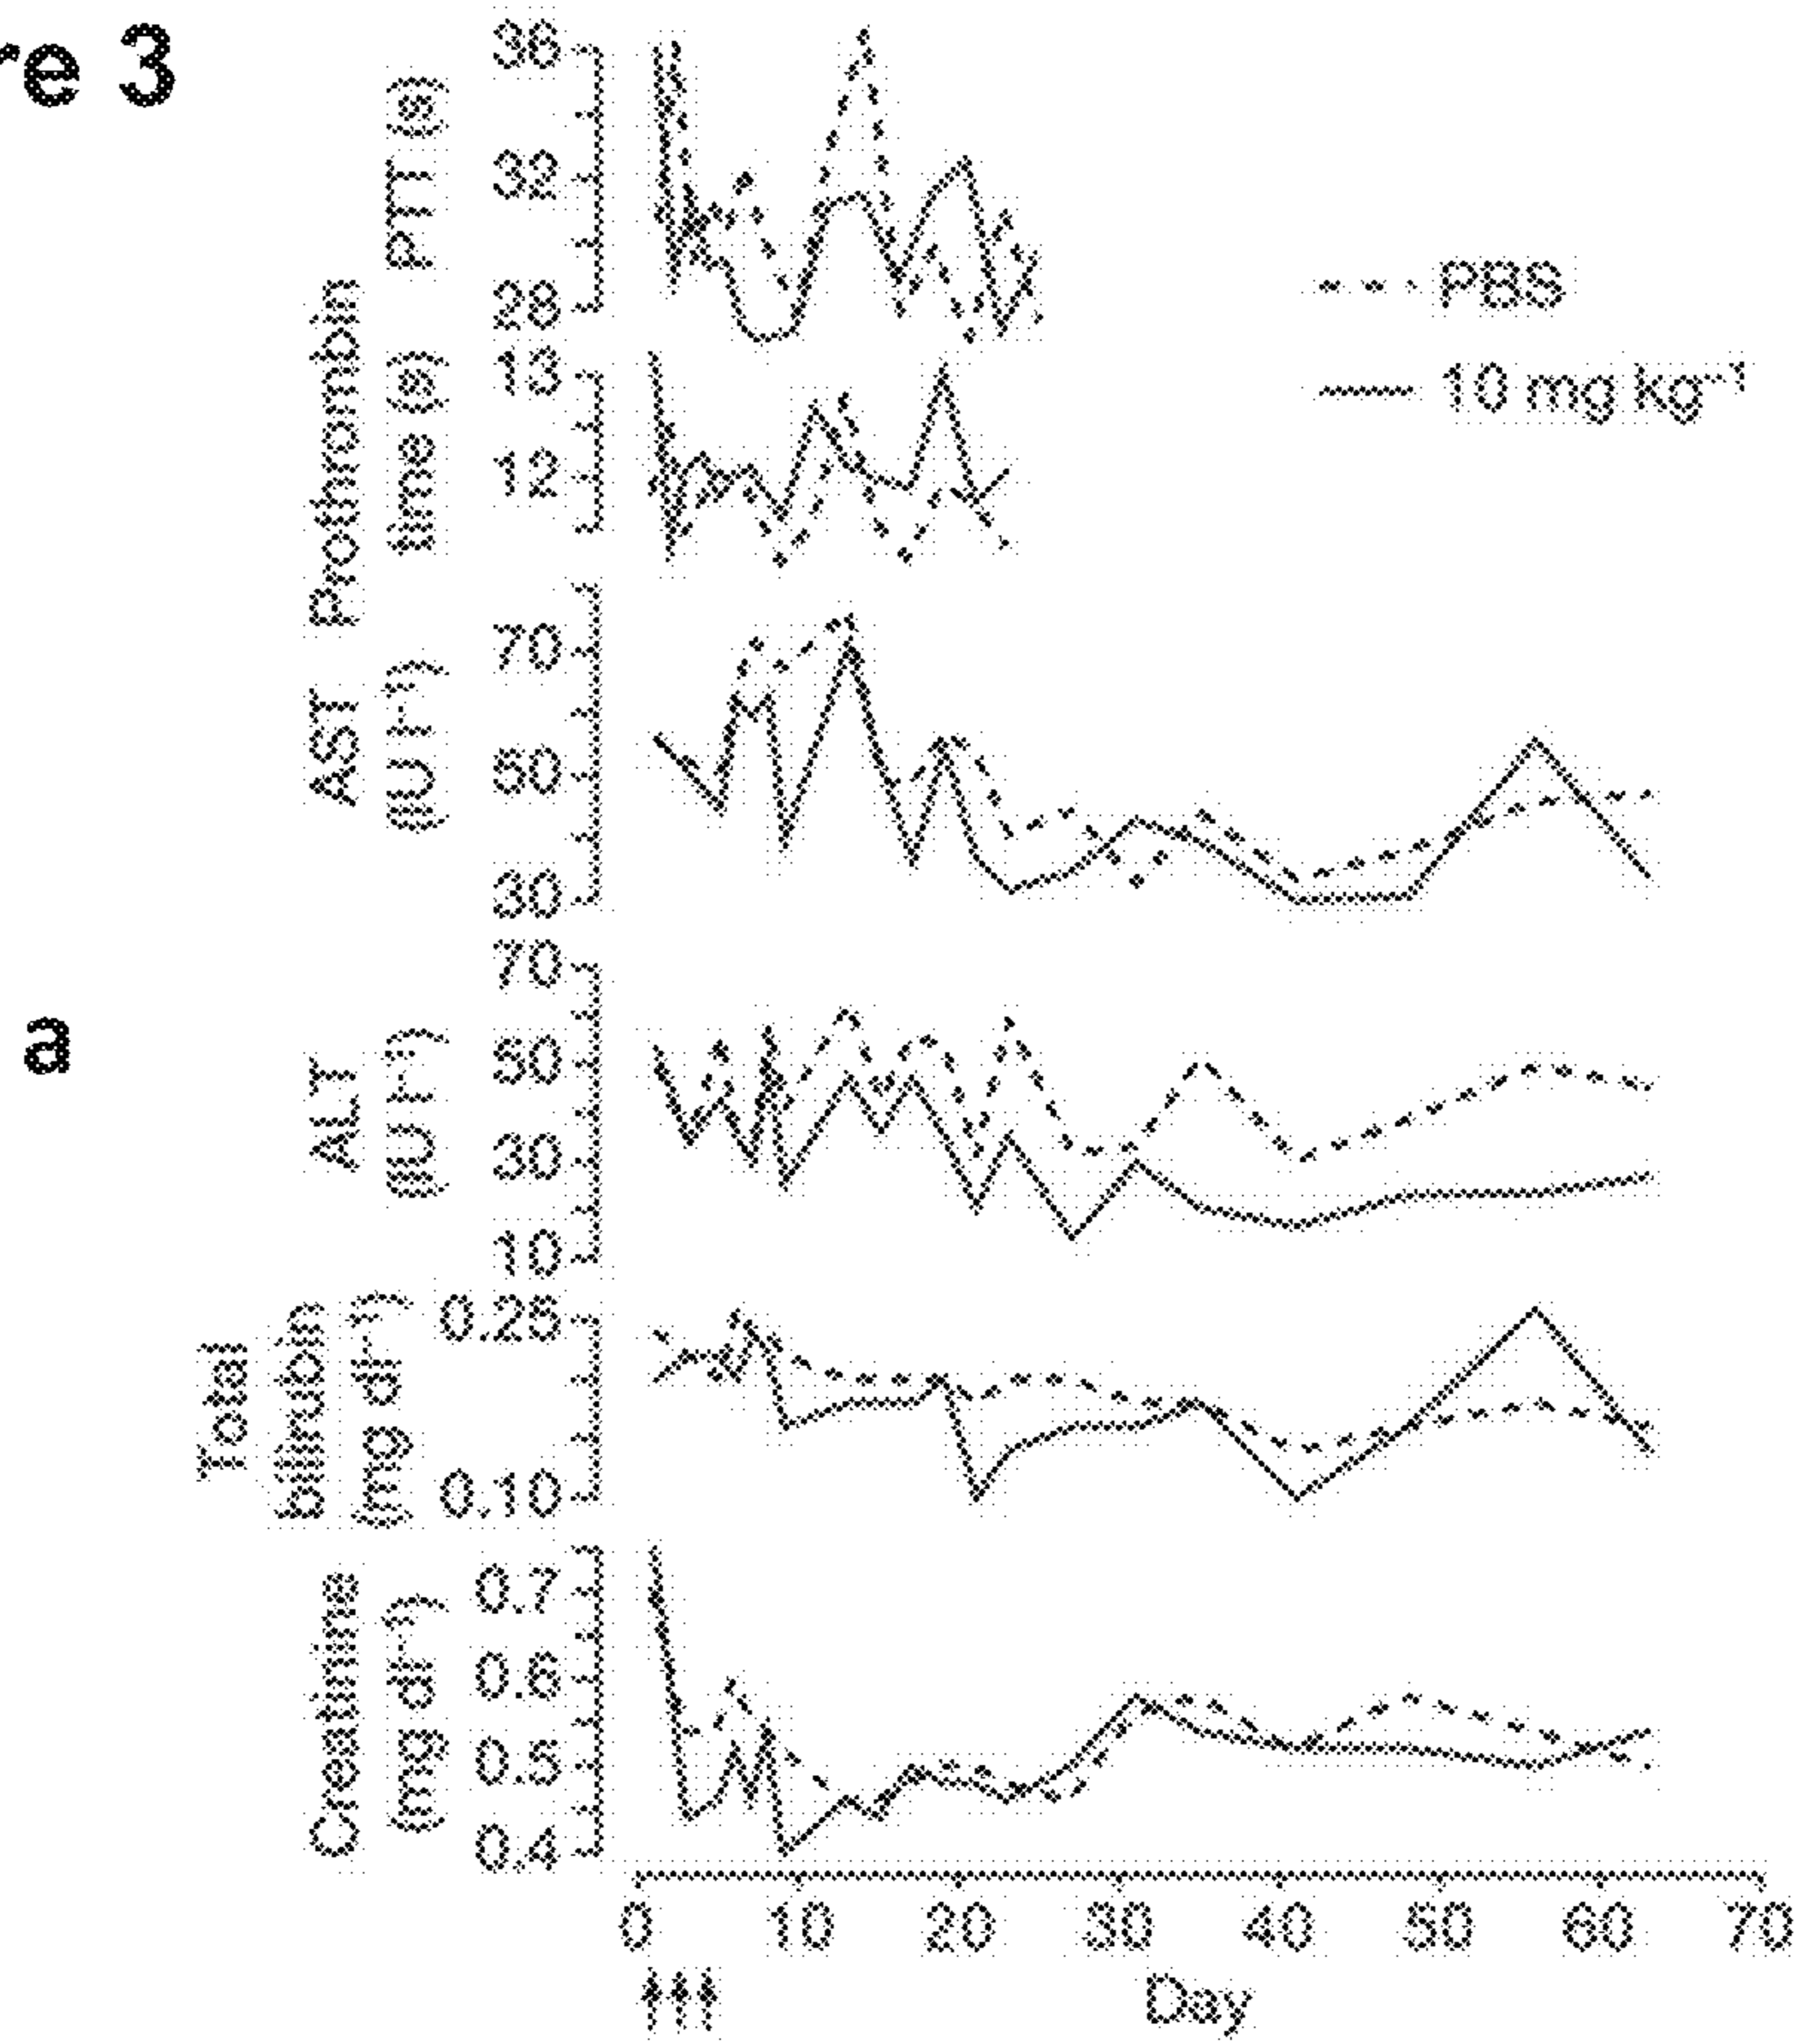 re 3
a
PTT (s)
36
32
28
Prothrombin
time (s)
13
12
AST
(IU l⁻¹)
70
50
30
ALT
(IU l⁻¹)
70
50
30
10
Total
bilirubin
(mg dl⁻¹)
0.25
0.10
Creatinine
(mg dl⁻¹)
0.7
0.6
0.5
0.4
0 10 20 30 40 50 60 70
Day
PBS
10 mg kg⁻¹